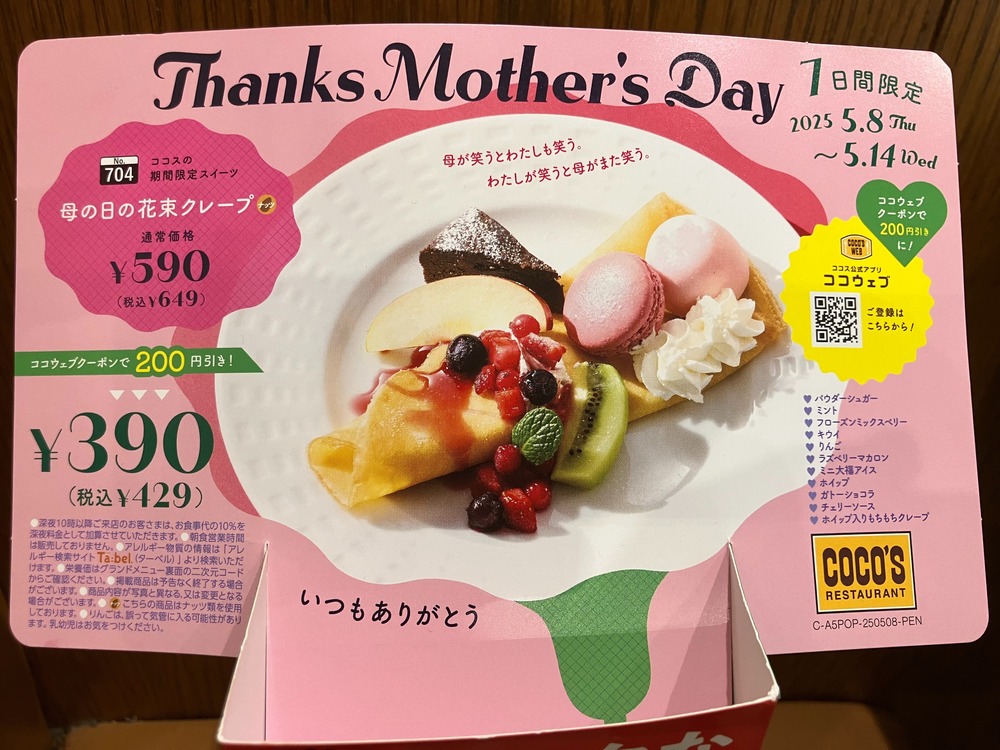 Thanks Mother's Day
7日間限定
2025 5.8 Thu
～5.14 Wed
母が笑うとわたしも笑う。
わたしが笑うと母がまた笑う。
No. 704
ココスの
期間限定スイーツ
母の日の花束クレープ ナッツ
通常価格
¥590
(税込¥649)
ココウェブクーポンで 200 円引き!
¥390
(税込¥429)
ココウェブ
クーポンで
200円引き
に!
COCO'S WEB
ココス公式アプリ
ココウェブ
ご登録は
こちらから!
パウダーシュガー
ミント
フローズンミックスベリー
キウイ
りんご
ラズベリーマカロン
ミニ大福アイス
ホイップ
ガトーショコラ
チェリーソース
ホイップ入りもちもちクレープ
●深夜10時以降ご来店のお客さまは、お食事代の10%を
深夜料金として加算させていただきます。●朝食営業時間
は販売しておりません。●アレルギー物質の情報は「アレ
ルギー検索サイト Ta:bel.(ターベル)」より検索いただ
けます。●栄養価はグランドメニュー裏面の二次元コード
からご確認ください。●掲載商品は予告なく終了する場合
がございます。●商品内容が写真と異なる、又は変更となる
場合がございます。●こちらの商品はナッツ類を使用
しております。●りんごは、誤って気管に入る可能性があり
ます。乳幼児はお気をつけください。
いつもありがとう
COCO'S
RESTAURANT
C-A5POP-250508-PEN